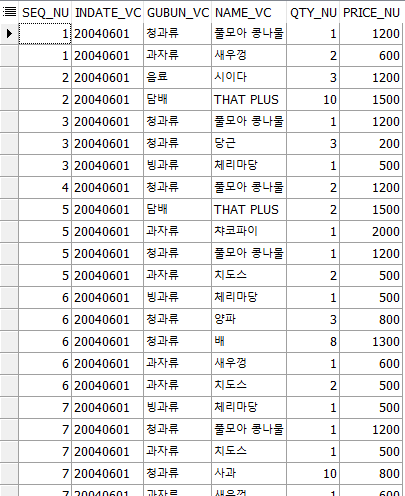 SEQ_NU INDATE_VC GUBUN_VC NAME_VC QTY_NU PRICE_NU
1 20040601 청과류 풀모아 콩나물 1 1200
1 20040601 과자류 새우껑 2 600
2 20040601 음료 시이다 3 1200
2 20040601 담배 THAT PLUS 10 1500
3 20040601 청과류 풀모아 콩나물 1 1200
3 20040601 청과류 당근 3 200
3 20040601 빙과류 체리마당 1 500
4 20040601 청과류 풀모아 콩나물 2 1200
5 20040601 담배 THAT PLUS 2 1500
5 20040601 과자류 챠코파이 1 2000
5 20040601 청과류 풀모아 콩나물 1 1200
5 20040601 과자류 치도스 2 500
6 20040601 빙과류 체리마당 1 500
6 20040601 청과류 양파 3 800
6 20040601 청과류 배 8 1300
6 20040601 과자류 새우껑 1 600
6 20040601 과자류 치도스 2 500
7 20040601 빙과류 체리마당 1 500
7 20040601 청과류 풀모아 콩나물 1 1200
7 20040601 과자류 치도스 1 500
7 20040601 청과류 사과 10 800
7 20040601 과자류 새우껑 1 600